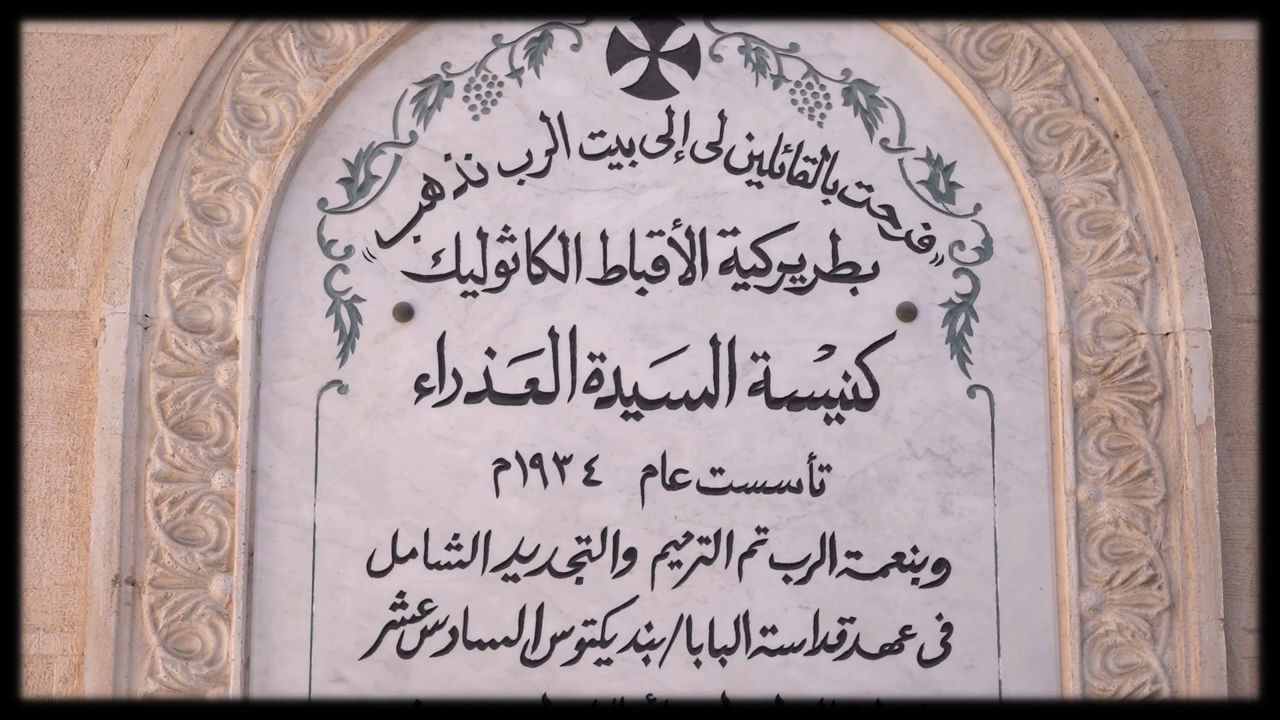 "فرحت بالقائلين لى إلى بيت الرب نذهب"
بطريركية الأقباط الكاثوليك
كنيسة السيدة العذراء
تأسست عام ١٩٣٤م
وبنعمة الرب تم الترميم والتجديد الشامل
فى عهد قداسة البابا/بنديكتوس السادس عشر